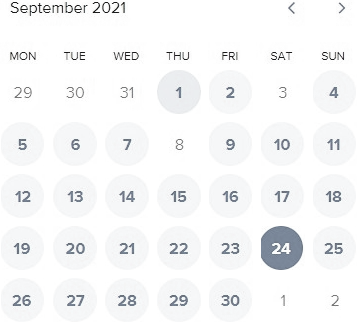 September 2021
MON TUE WED THU FRI SAT SUN
29 30 31 1 2 3 4
5 6 7 8 9 10 11
12 13 14 15 16 17 18
19 20 21 22 23 24 25
26 27 28 29 30 1 2